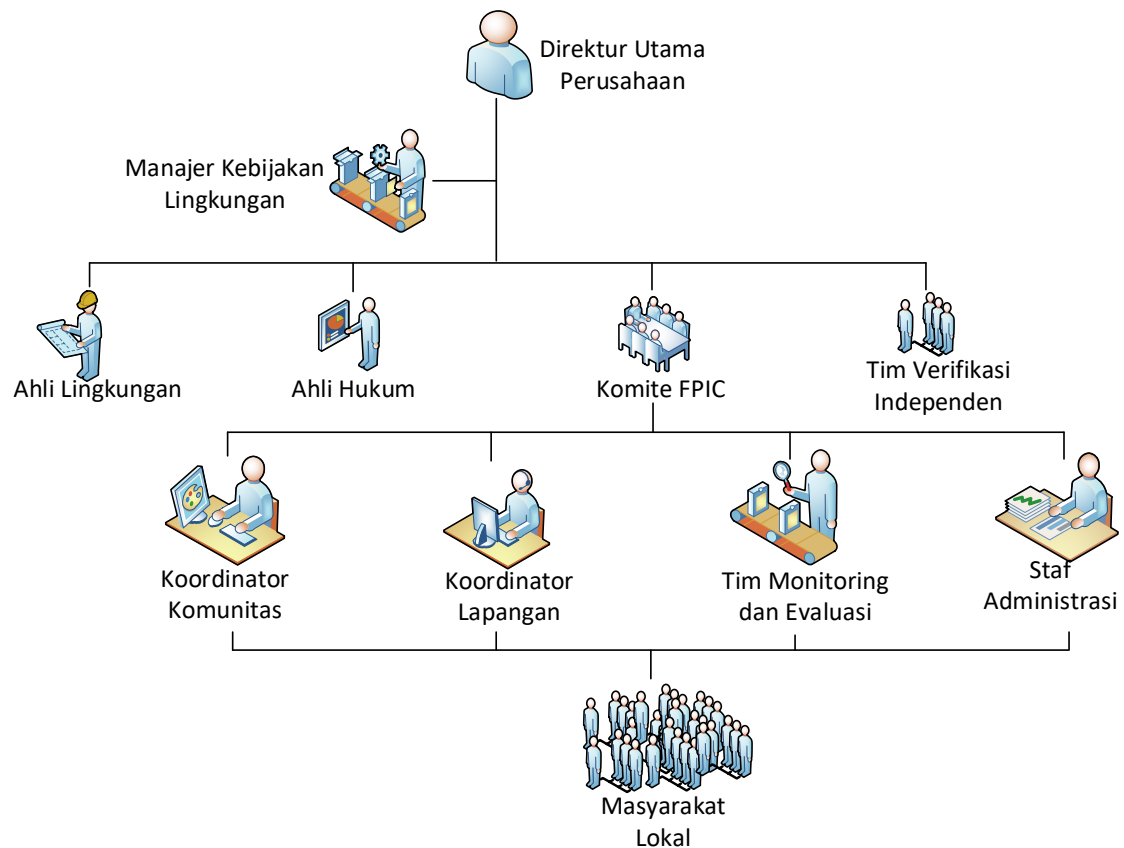 Direktur Utama
Perusahaan
Manajer Kebijakan
Lingkungan
Ahli Lingkungan
Ahli Hukum
Komite FPIC
Tim Verifikasi
Independen
Koordinator
Komunitas
Koordinator
Lapangan
Tim Monitoring
dan Evaluasi
Staf
Administrasi
Masyarakat
Lokal